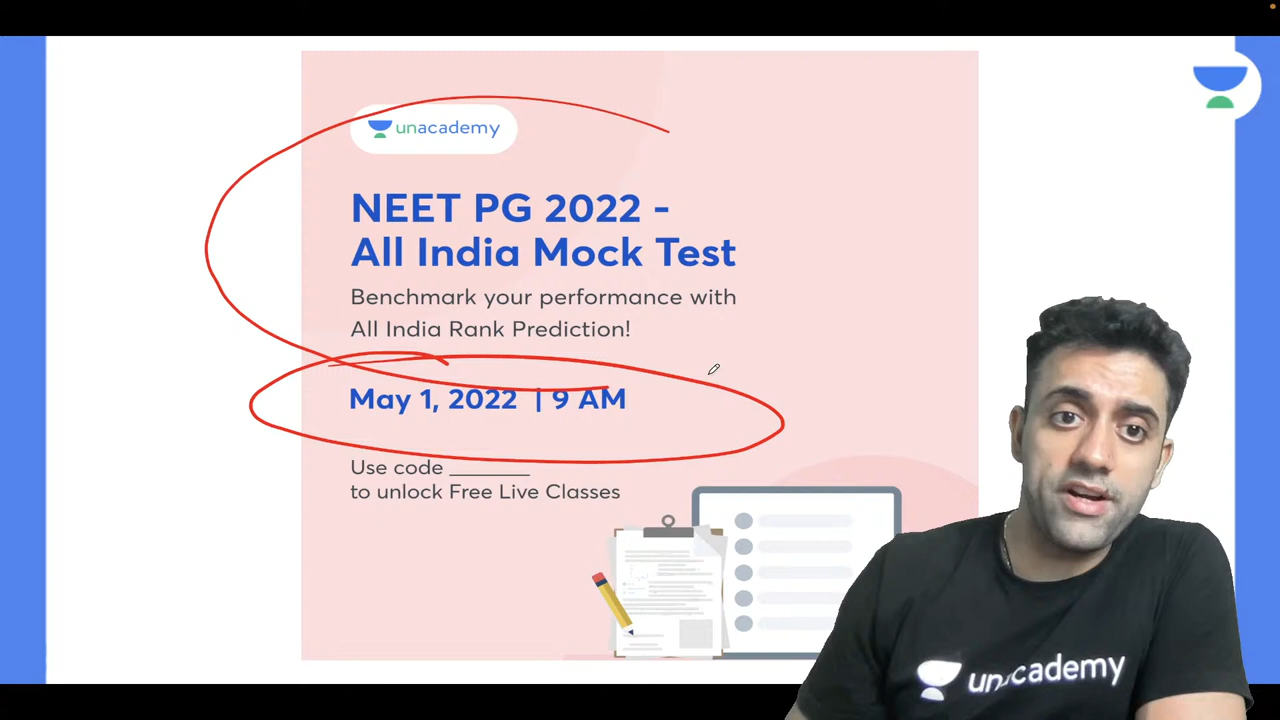 unacademy
NEET PG 2022 -
All India Mock Test
Benchmark your performance with
All India Rank Prediction!
May 1, 2022 | 9 AM
Use code _______
to unlock Free Live Classes
unacademy